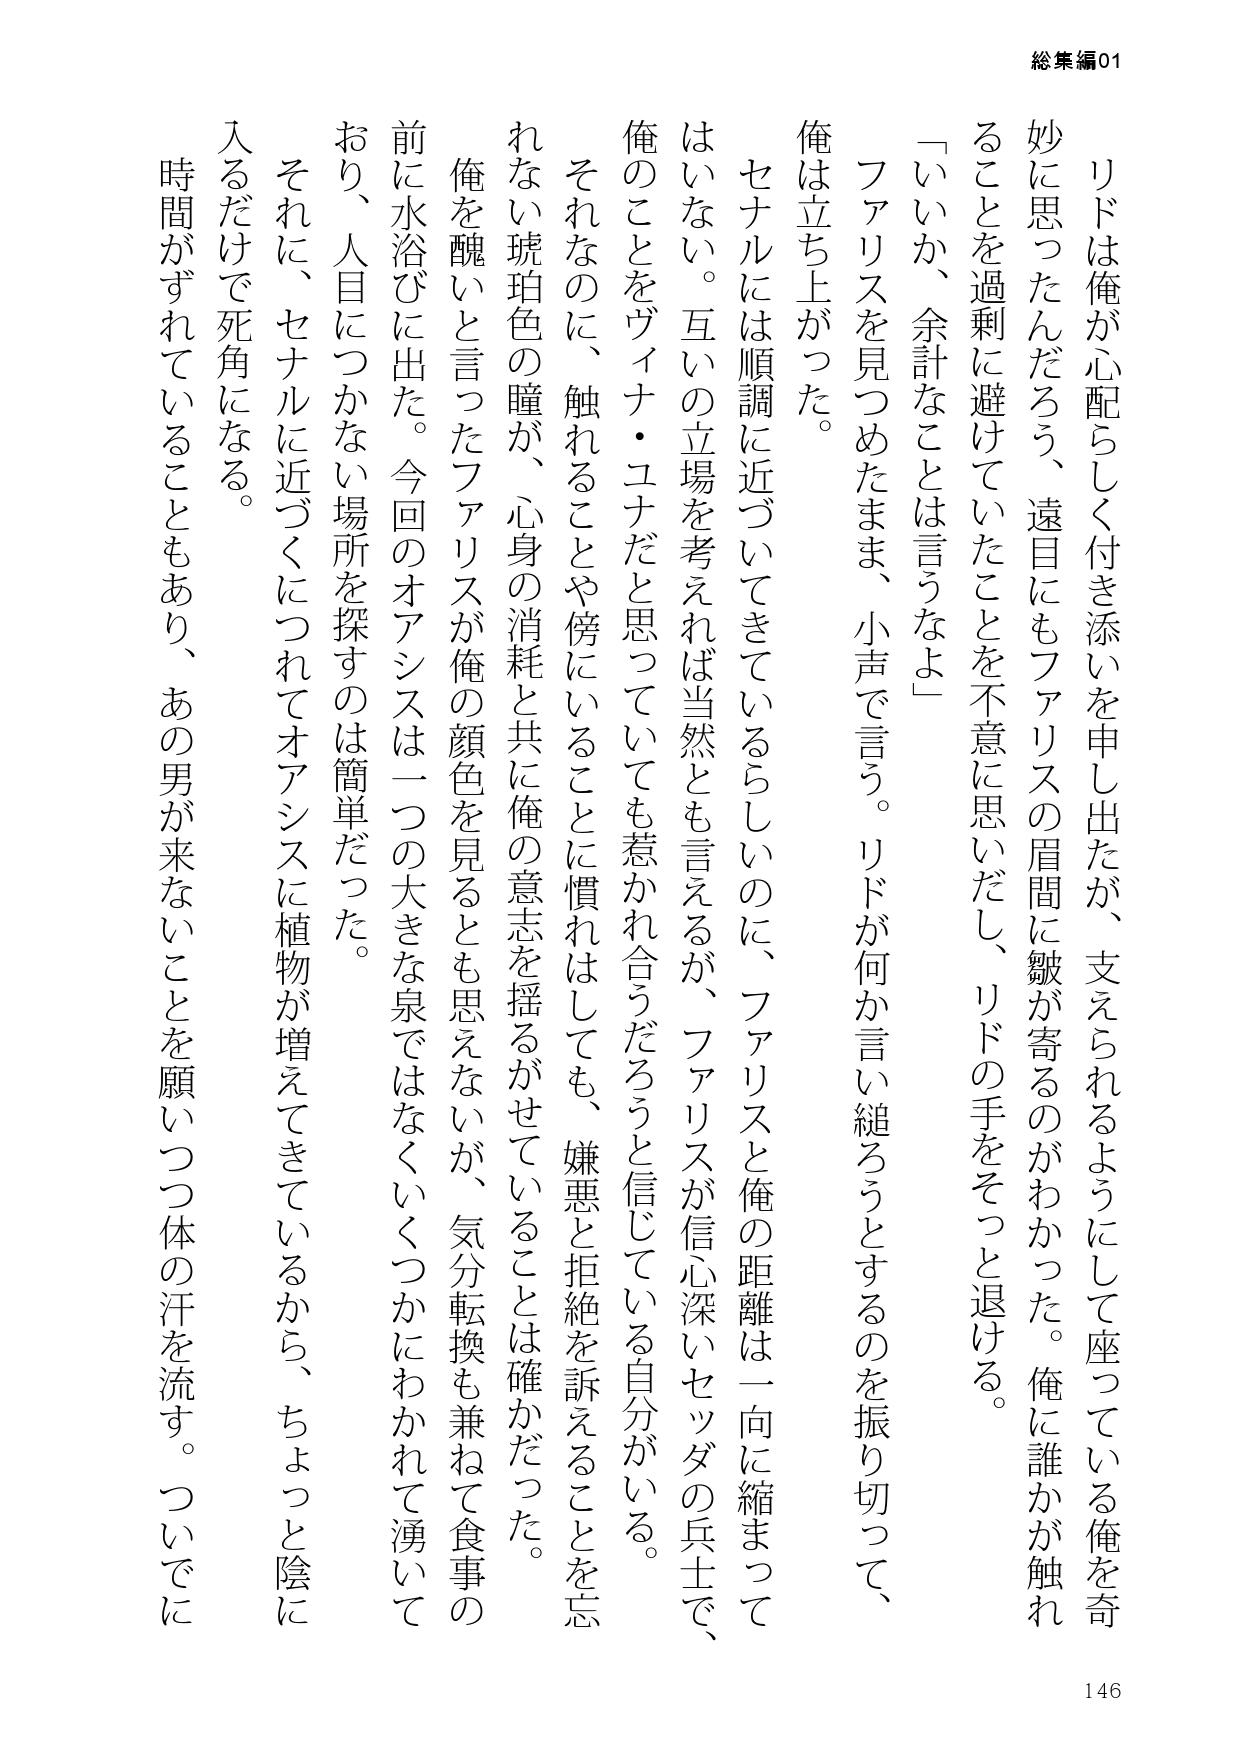 総集編01
リドは俺が心配らしく付き添いを申し出たが、支えられるようにして座っている俺を奇
妙に思ったんだろう、遠目にもファリスの眉間に皺が寄るのがわかった。俺に誰かが触れ
ることを過剰に避けていたことを不意に思いだし、リドの手をそっと退ける。
「いいか、余計なことは言うなよ」
ファリスを見つめたまま、小声で言う。リドが何か言い縋ろうとするのを振り切って、
俺は立ち上がった。
セナルには順調に近づいてきているらしいのに、ファリスと俺の距離は一向に縮まって
はいない。互いの立場を考えれば当然とも言えるが、ファリスが信心深いセッダの兵士で、
俺のことをヴィナ・ユナだと思っていても惹かれ合うだろうと信じている自分がいる。
それなのに、触れることや傍にいることに慣れはしても、嫌悪と拒絶を訴えることを忘
れない琥珀色の瞳が、心身の消耗と共に俺の意志を揺るがせていることは確かだった。
俺を醜いと言ったファリスが俺の顔色を見るとも思えないが、気分転換も兼ねて食事の
前に水浴びに出た。今回のオアシスは一つの大きな泉ではなくいくつかにわかれて湧いて
おり、人目につかない場所を探すのは簡単だった。
それに、セナルに近づくにつれてオアシスに植物が増えてきているから、ちょっと陰に
入るだけで死角になる。
時間がずれていることもあり、あの男が来ないことを願いつつ体の汗を流す。ついでに
146